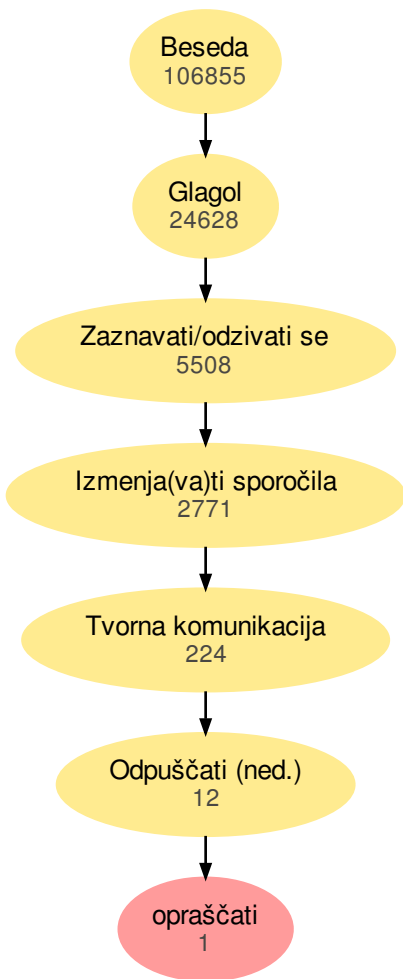 Beseda
106855
Glagol
24628
Zaznavati/odzivati se
5508
Izmenja(va)ti sporočila
2771
Tvorna komunikacija
224
Odpuščati (ned.)
12
opraščati
1